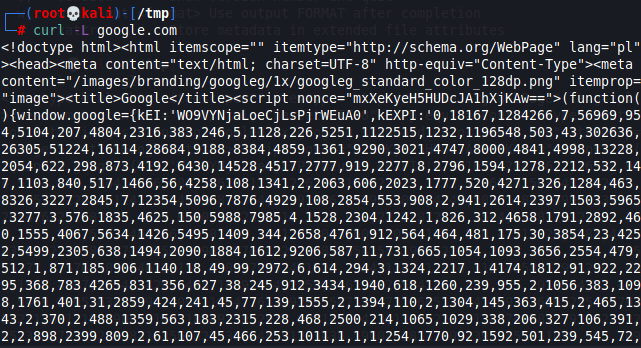 ┌──(root💀kali)-[/tmp]
└─# curl -L google.com
<!doctype html><html itemscope="" itemtype="http://schema.org/WebPage" lang="pl"
><head><meta content="text/html; charset=UTF-8" http-equiv="Content-Type"><meta
content="/images/branding/googleg/1x/googleg_standard_color_128dp.png" itemprop=
"image"><title>Google</title><script nonce="mxXeKyeH5HUDcJA1hXjKAw==">(function(
){window.google={kEI:'WO9VYNjaLoeCjLsPjrWEuA0',kEXPI:'0,18167,1284266,7,56969,95
4,5104,207,4804,2316,383,246,5,1128,226,5251,1122515,1232,1196548,503,43,302636,
26305,51224,16114,28684,9188,8384,4859,1361,9290,3021,4747,8000,4841,4998,13228,
2054,622,298,873,4192,6430,14528,4517,2777,919,2277,8,2796,1594,1278,2212,532,14
7,1103,840,517,1466,56,4258,108,1341,2,2063,606,2023,1777,520,4271,326,1284,463,
8326,3227,2845,7,12354,5096,7876,4929,108,2854,553,908,2,941,2614,2397,1503,5965
,3277,3,576,1835,4625,150,5988,7985,4,1528,2304,1242,1,826,312,4658,1791,2892,46
0,1555,4067,5634,1426,5495,1409,344,2658,4761,912,564,464,481,175,30,3854,23,425
2,5499,2305,638,1494,2090,1884,1612,9206,587,11,731,665,1054,1093,3656,2554,479,
512,1,871,185,906,1140,18,49,99,2972,6,614,294,3,1324,2217,1,4174,1812,91,922,22
95,368,783,4265,831,356,627,38,245,912,3434,1940,618,1260,239,955,2,1056,383,109
8,1761,401,31,2859,424,241,45,77,139,1555,2,1394,110,2,1304,145,363,415,2,465,13
43,2,370,2,488,1359,563,183,2315,228,468,2500,214,1065,1029,338,206,327,106,391,
2,2,898,2399,809,2,61,107,45,466,253,1011,1,1,1,254,1770,92,1592,501,239,545,72,